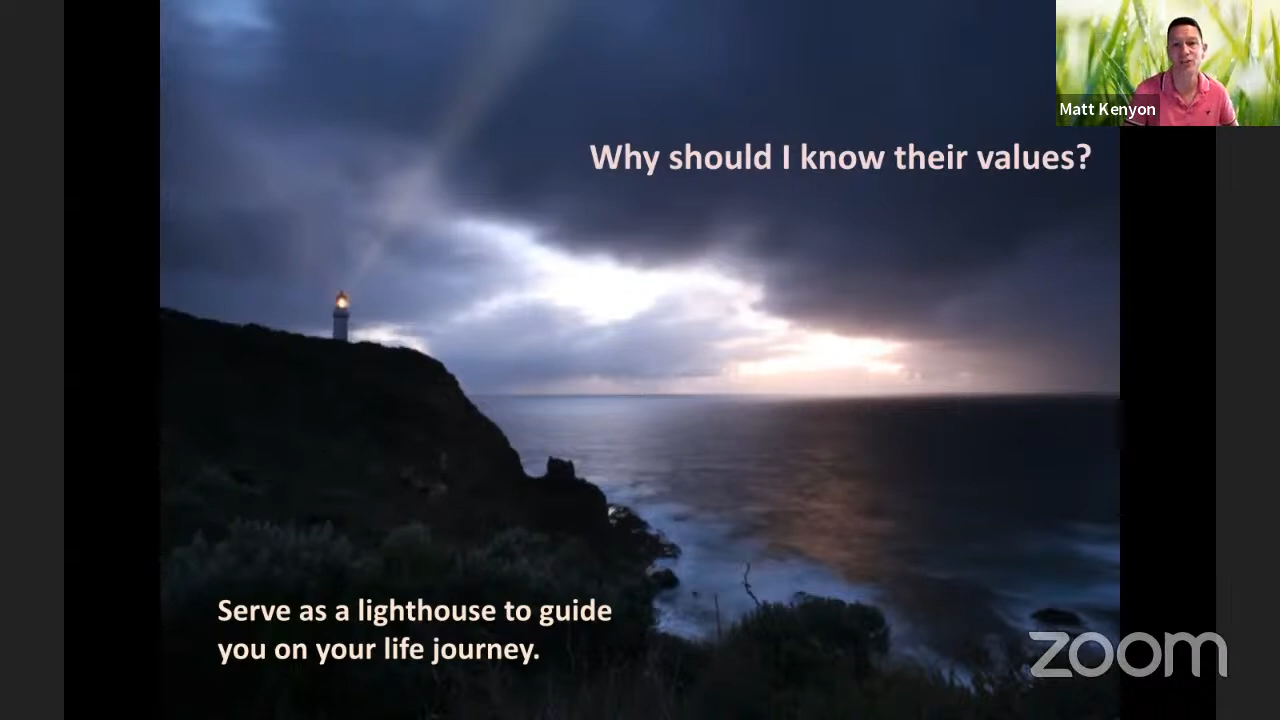 Matt Kenyon
Why should I know their values?
Serve as a lighthouse to guide
you on your life journey.
zoom